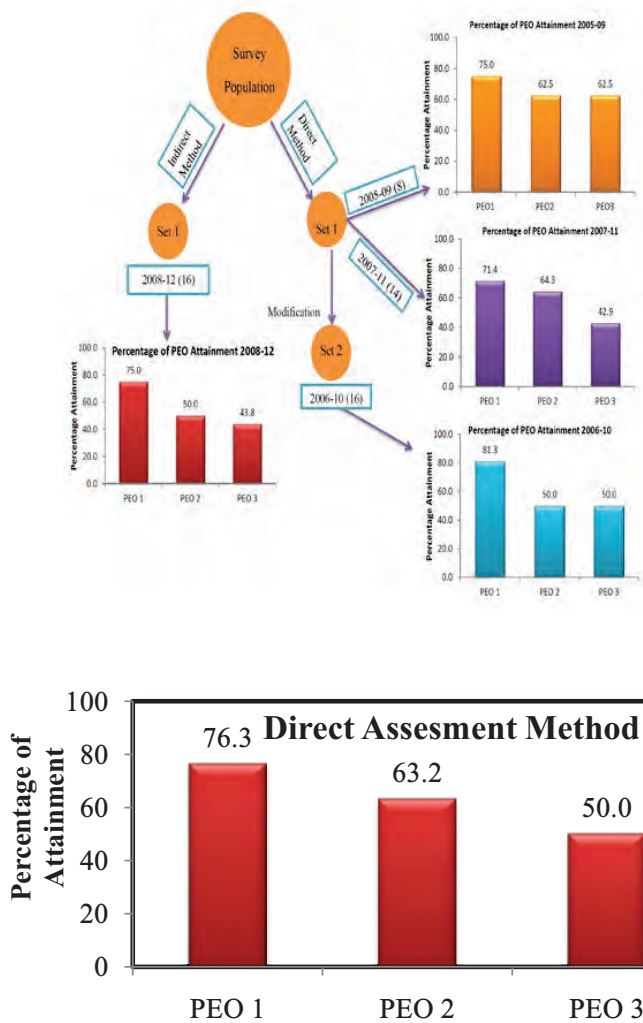 Survey
Population
Indirect
Method
Direct
Method
Set 1
2008-12 (16)
Percentage of PEO Attainment 2008-12
Percentage Attainment
100.0
80.0
60.0
40.0
20.0
0.0
75.0
50.0
43.8
PEO 1 PEO 2 PEO 3
Set 1
2005-09 (8)
2007-11 (14)
Modification
Set 2
2006-10 (16)
Percentage of PEO Attainment 2005-09
Percentage Attainment
100.0
80.0
60.0
40.0
20.0
0.0
75.0
62.5
62.5
PEO1 PEO2 PEO3
Percentage of PEO Attainment 2007-11
Percentage Attainment
100.0
80.0
60.0
40.0
20.0
0.0
71.4
64.3
42.9
PEO 1 PEO 2 PEO 3
Percentage of PEO Attainment 2006-10
Percentage Attainment
100.0
80.0
60.0
40.0
20.0
0.0
81.3
50.0
50.0
PEO 1 PEO 2 PEO 3
Direct Assesment Method
Percentage of
Attainment
100
80
60
40
20
0
76.3
63.2
50.0
PEO 1 PEO 2 PEO 3